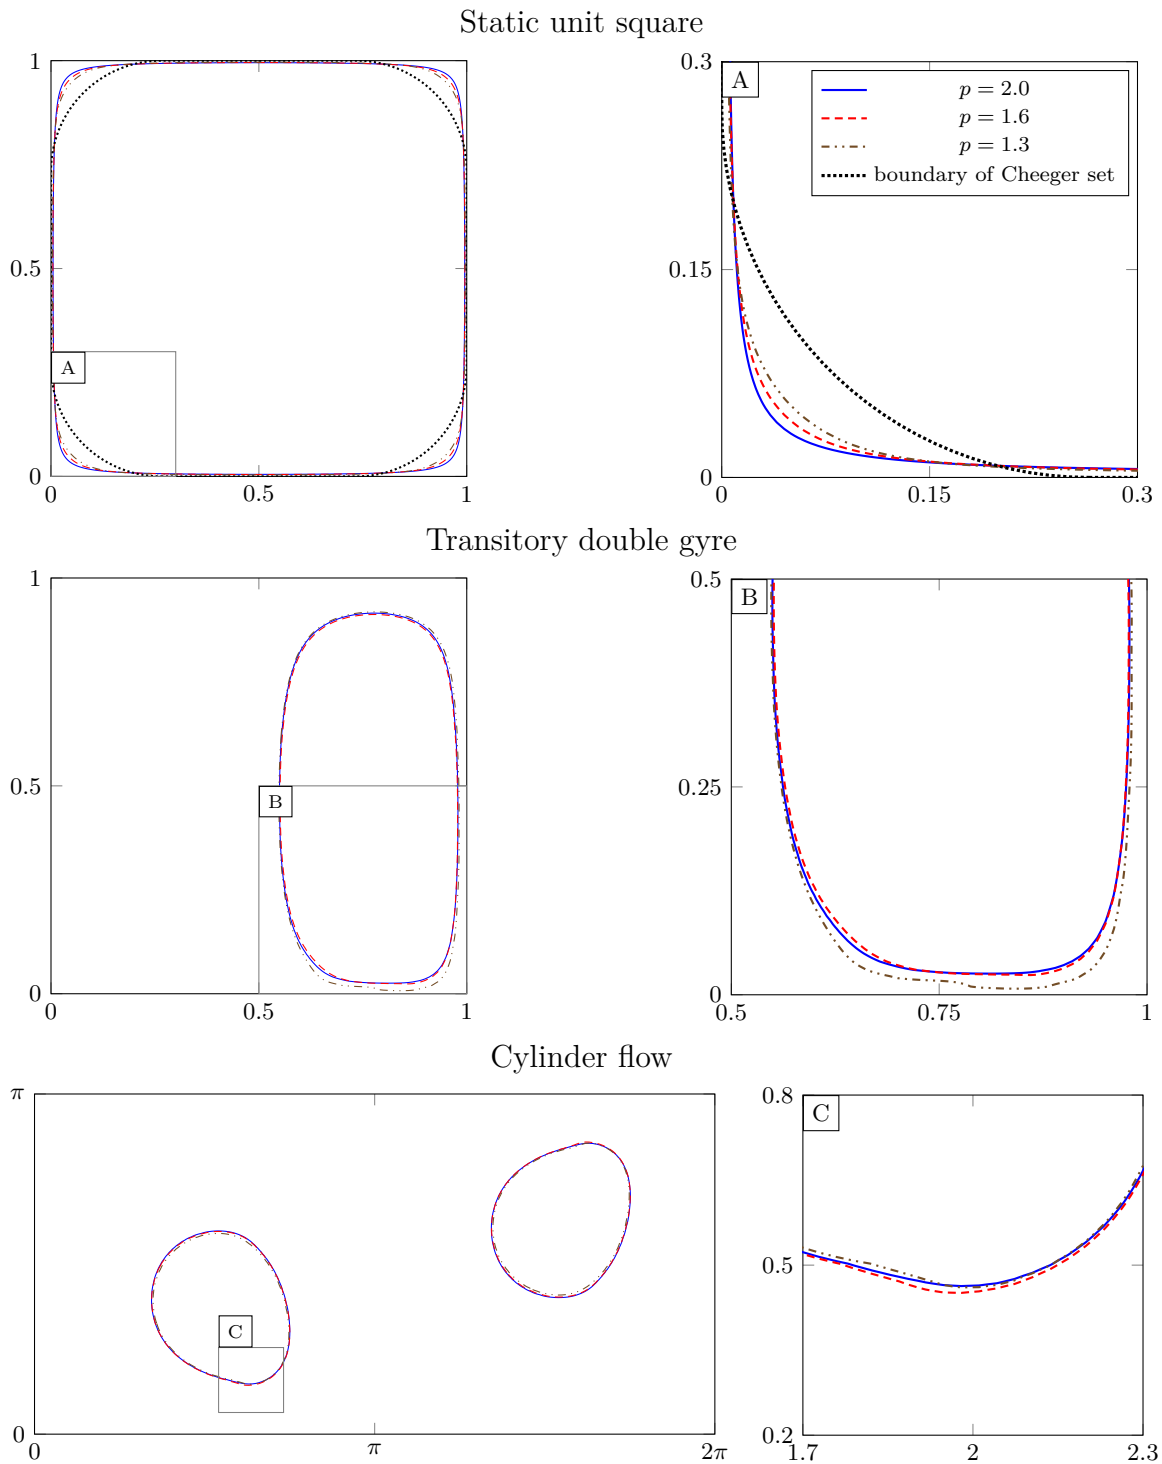 Static unit square
1
0.5
0
0
0.5
1
A
0.3
0.15
0
0
0.15
0.3
A
p = 2.0
p = 1.6
p = 1.3
boundary of Cheeger set
Transitory double gyre
1
0.5
0
0
0.5
1
B
0.5
0.25
0
0.5
0.75
1
B
Cylinder flow
π
0
0
π
2π
C
0.8
0.5
0.2
1.7
2
2.3
C